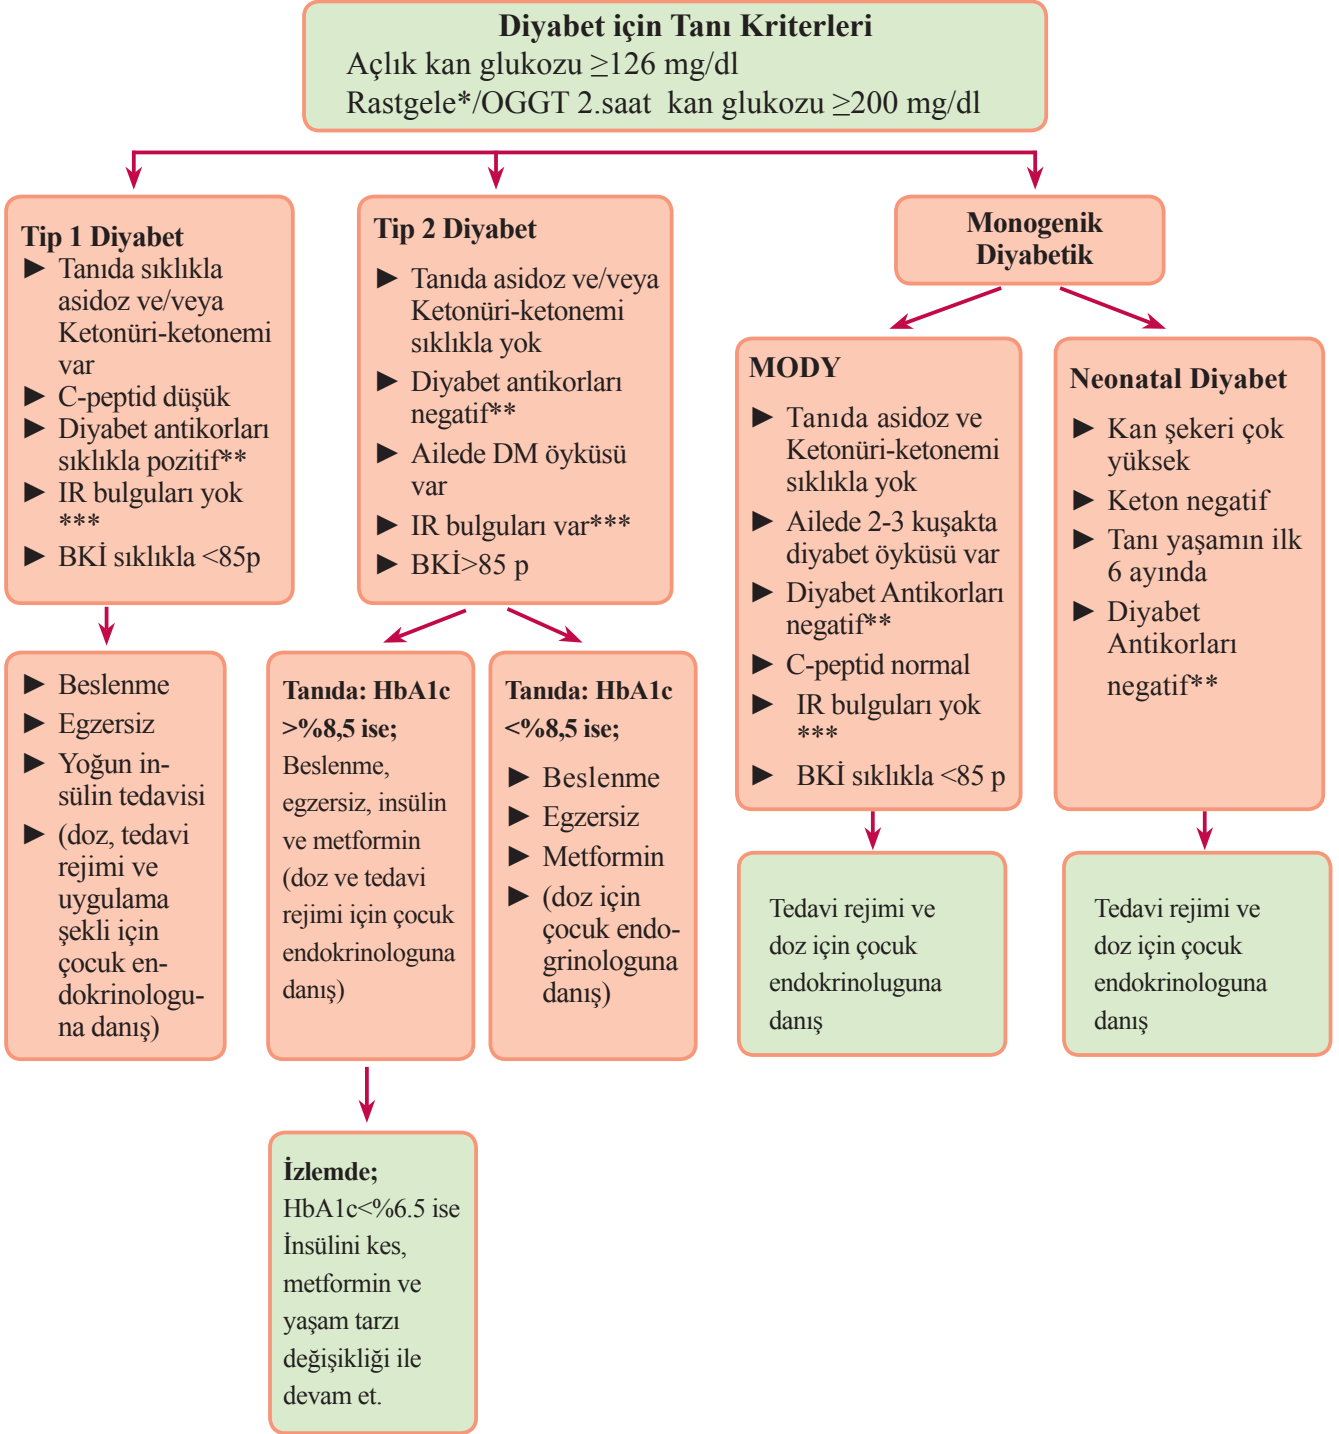 Diyabet için Tanı Kriterleri
Açlık kan glukozu ≥126 mg/dl
Rastgele*/OGGT 2.saat kan glukozu ≥200 mg/dl
Tip 1 Diyabet
► Tanıda sıklıkla
asidoz ve/veya
Ketonüri-ketonemi
var
► C-peptid düşük
► Diyabet antikorları
sıklıkla pozitif**
► IR bulguları yok
***
► BKİ sıklıkla <85p
Tip 2 Diyabet
► Tanıda asidoz ve/veya
Ketonüri-ketonemi
sıklıkla yok
► Diyabet antikorları
negatif**
► Ailede DM öyküsü
var
► IR bulguları var***
► BKİ>85 p
Monogenik
Diyabetik
MODY
► Tanıda asidoz ve
Ketonüri-ketonemi
sıklıkla yok
► Ailede 2-3 kuşakta
diyabet öyküsü var
► Diyabet Antikorları
negatif**
► C-peptid normal
► IR bulguları yok
***
► BKİ sıklıkla <85 p
Neonatal Diyabet
► Kan şekeri çok
yüksek
► Keton negatif
► Tanı yaşamın ilk
6 ayında
► Diyabet
Antikorları
negatif**
► Beslenme
► Egzersiz
► Yoğun in-
sülin tedavisi
► (doz, tedavi
rejimi ve
uygulama
şekli için
çocuk en-
dokrinologu-
na danış)
Tanıda: HbA1c
>%8,5 ise;
Beslenme,
egzersiz, insülin
ve metformin
(doz ve tedavi
rejimi için çocuk
endokrinologuna
danış)
Tanıda: HbA1c
<%8,5 ise;
► Beslenme
► Egzersiz
► Metformin
► (doz için
çocuk endo-
grinologuna
danış)
Tedavi rejimi ve
doz için çocuk
endokrinoluguna
danış
Tedavi rejimi ve
doz için çocuk
endokrinologuna
danış
İzlemde;
HbA1c<%6.5 ise
İnsülini kes,
metformin ve
yaşam tarzı
değişikliği ile
devam et.